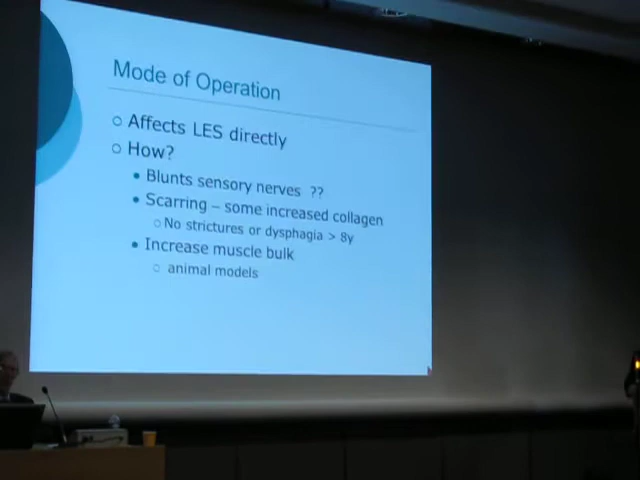 Mode of Operation
Affects LES directly
How?
Blunts sensory nerves ??
Scarring – some increased collagen
No strictures or dysphagia > 8y
Increase muscle bulk
animal models